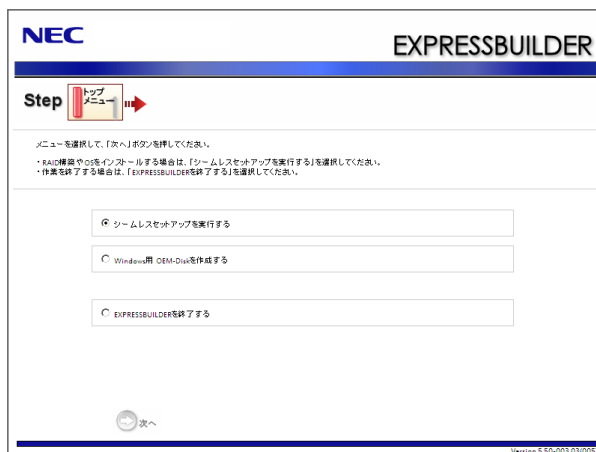 NEC
EXPRESSBUILDER
Step
トップ
メニュー
メニューを選択して、「次へ」ボタンを押してください。
・RAID構築やOSをインストールする場合は、「シームレスセットアップを実行する」を選択してください。
・作業を終了する場合は、「EXPRESSBUILDERを終了する」を選択してください。
シームレスセットアップを実行する
Windows用 OEM-Diskを作成する
EXPRESSBUILDERを終了する
次へ
Version 5.50-003.03(005